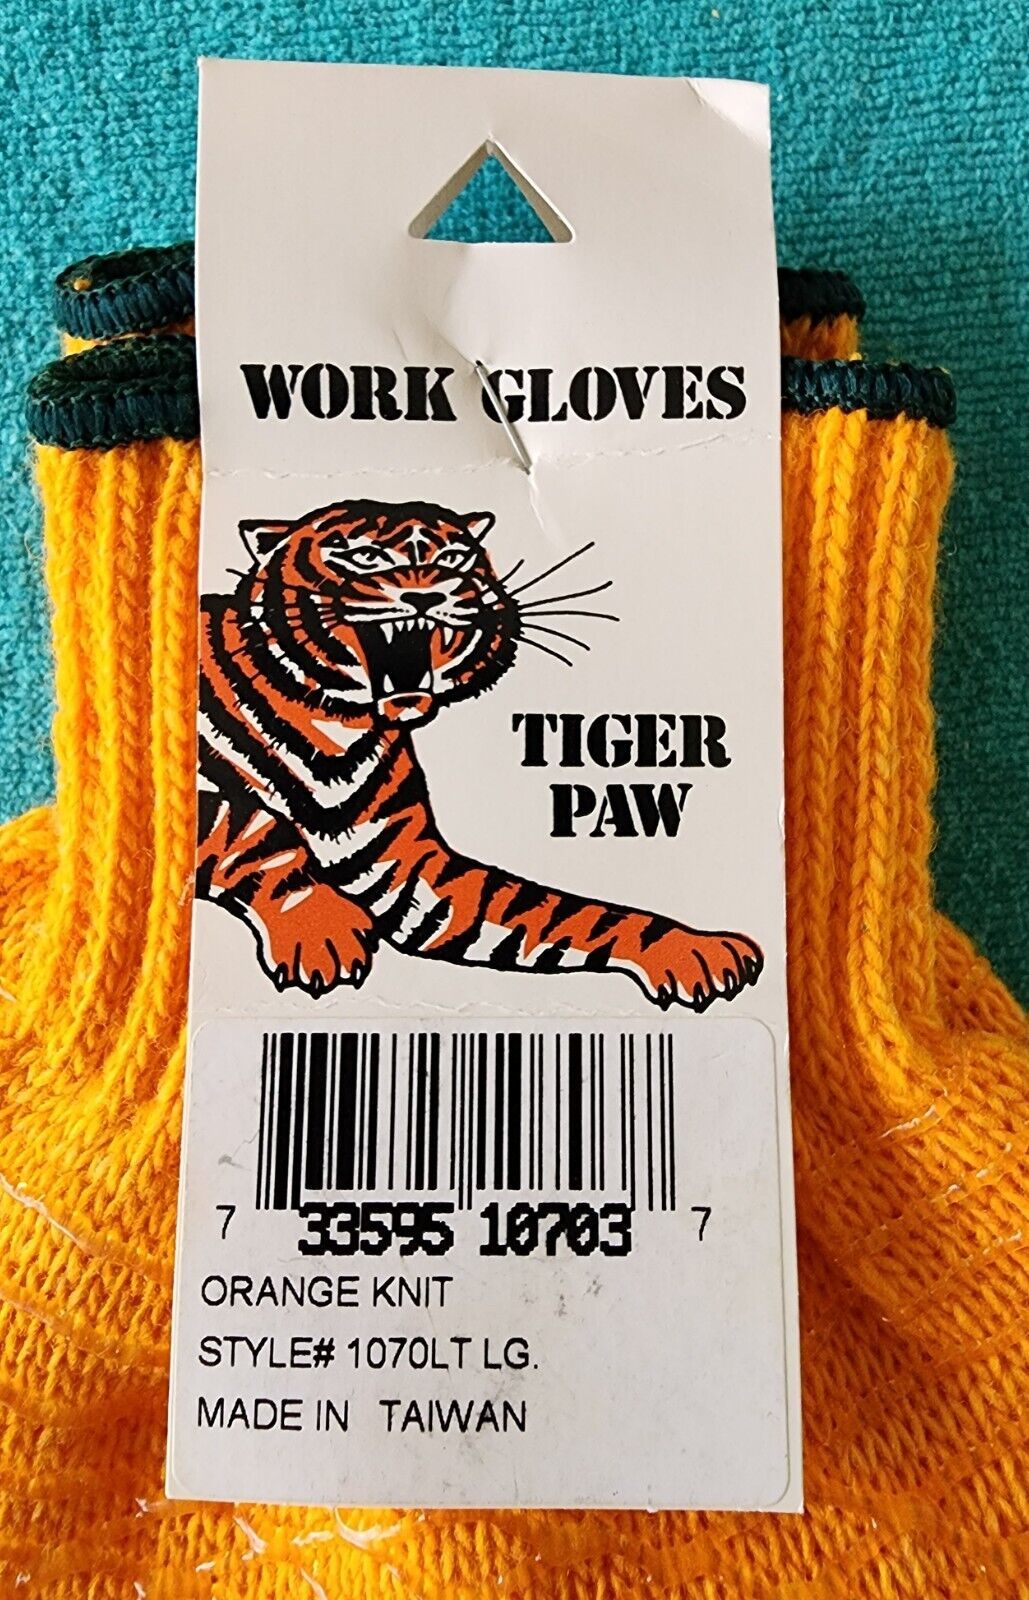 WORK GLOVES
TIGER
PAW
7 33595 10703 7
ORANGE KNIT
STYLE# 1070LT LG.
MADE IN TAIWAN